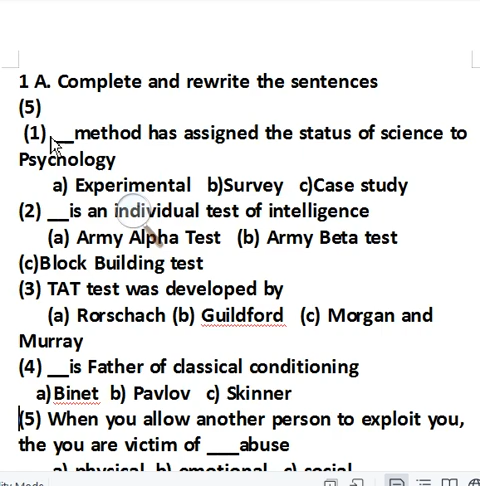 1 A. Complete and rewrite the sentences
(5)
(1) __method has assigned the status of science to
Psychology
a) Experimental b)Survey c)Case study
(2) __is an individual test of intelligence
(a) Army Alpha Test (b) Army Beta test
(c)Block Building test
(3) TAT test was developed by
(a) Rorschach (b) Guildford (c) Morgan and
Murray
(4) __is Father of classical conditioning
a)Binet b) Pavlov c) Skinner
(5) When you allow another person to exploit you,
the you are victim of ___abuse
a) physical b) emotional c) social